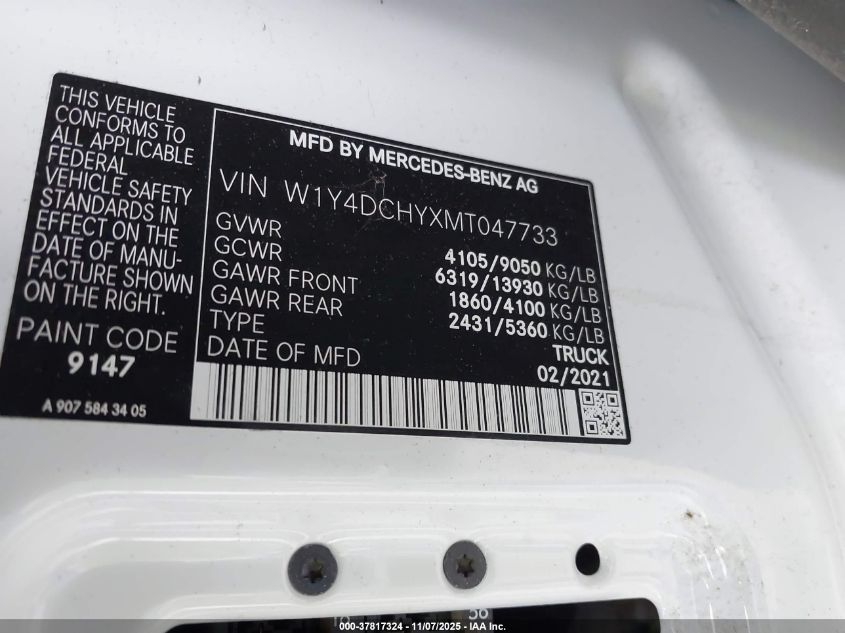 THIS VEHICLE
CONFORMS TO
ALL APPLICABLE
FEDERAL
VEHICLE SAFETY
STANDARDS IN
EFFECT ON THE
DATE OF MANU-
FACTURE SHOWN
ON THE RIGHT.
PAINT CODE
9147
A 907 584 34 05
MFD BY MERCEDES-BENZ AG
VIN W1Y4DCHYXMT047733
GVWR 4105/9050 KG/LB
GCWR 6319/13930 KG/LB
GAWR FRONT 1860/4100 KG/LB
GAWR REAR 2431/5360 KG/LB
TYPE TRUCK
DATE OF MFD 02/2021
000-37817324 | 11/07/2025 | IAA Inc.